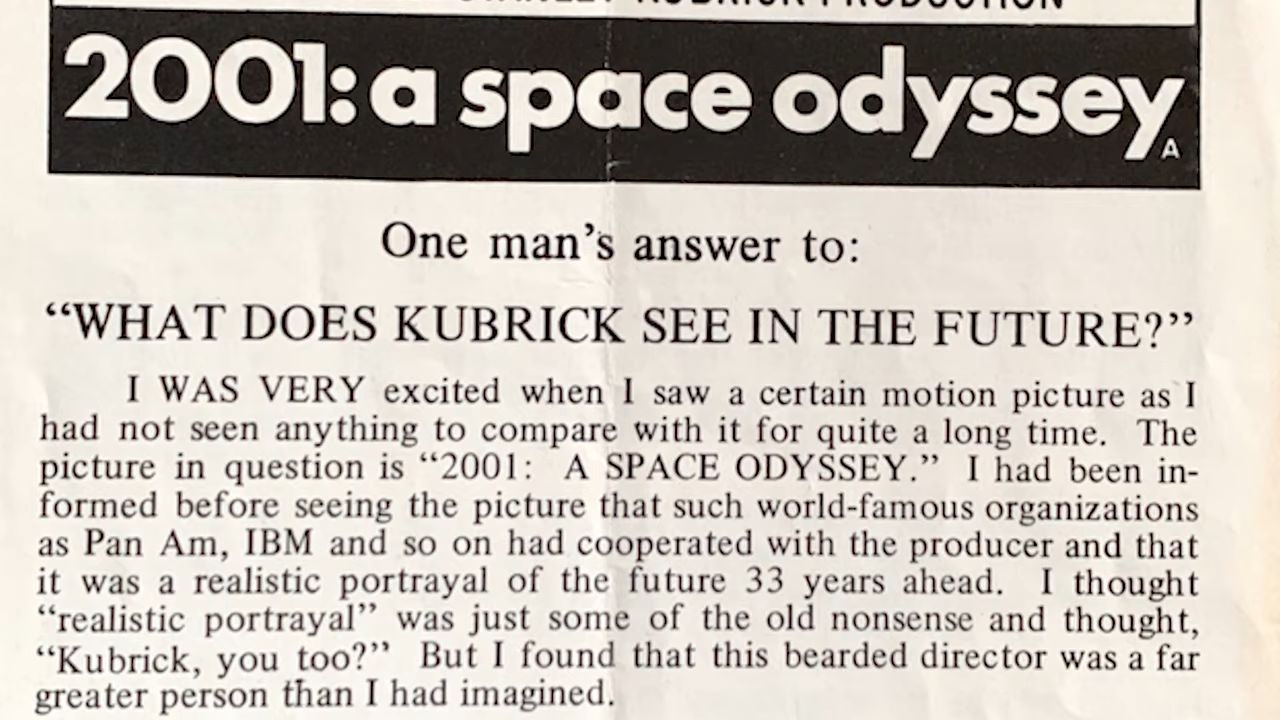 KUBRICK PRODUCTION
2001: a space odyssey A
One man's answer to:
“WHAT DOES KUBRICK SEE IN THE FUTURE?”
I WAS VERY excited when I saw a certain motion picture as I
had not seen anything to compare with it for quite a long time. The
picture in question is “2001: A SPACE ODYSSEY.” I had been in-
formed before seeing the picture that such world-famous organizations
as Pan Am, IBM and so on had cooperated with the producer and that
it was a realistic portrayal of the future 33 years ahead. I thought
“realistic portrayal” was just some of the old nonsense and thought,
“Kubrick, you too?” But I found that this bearded director was a far
greater person than I had imagined.